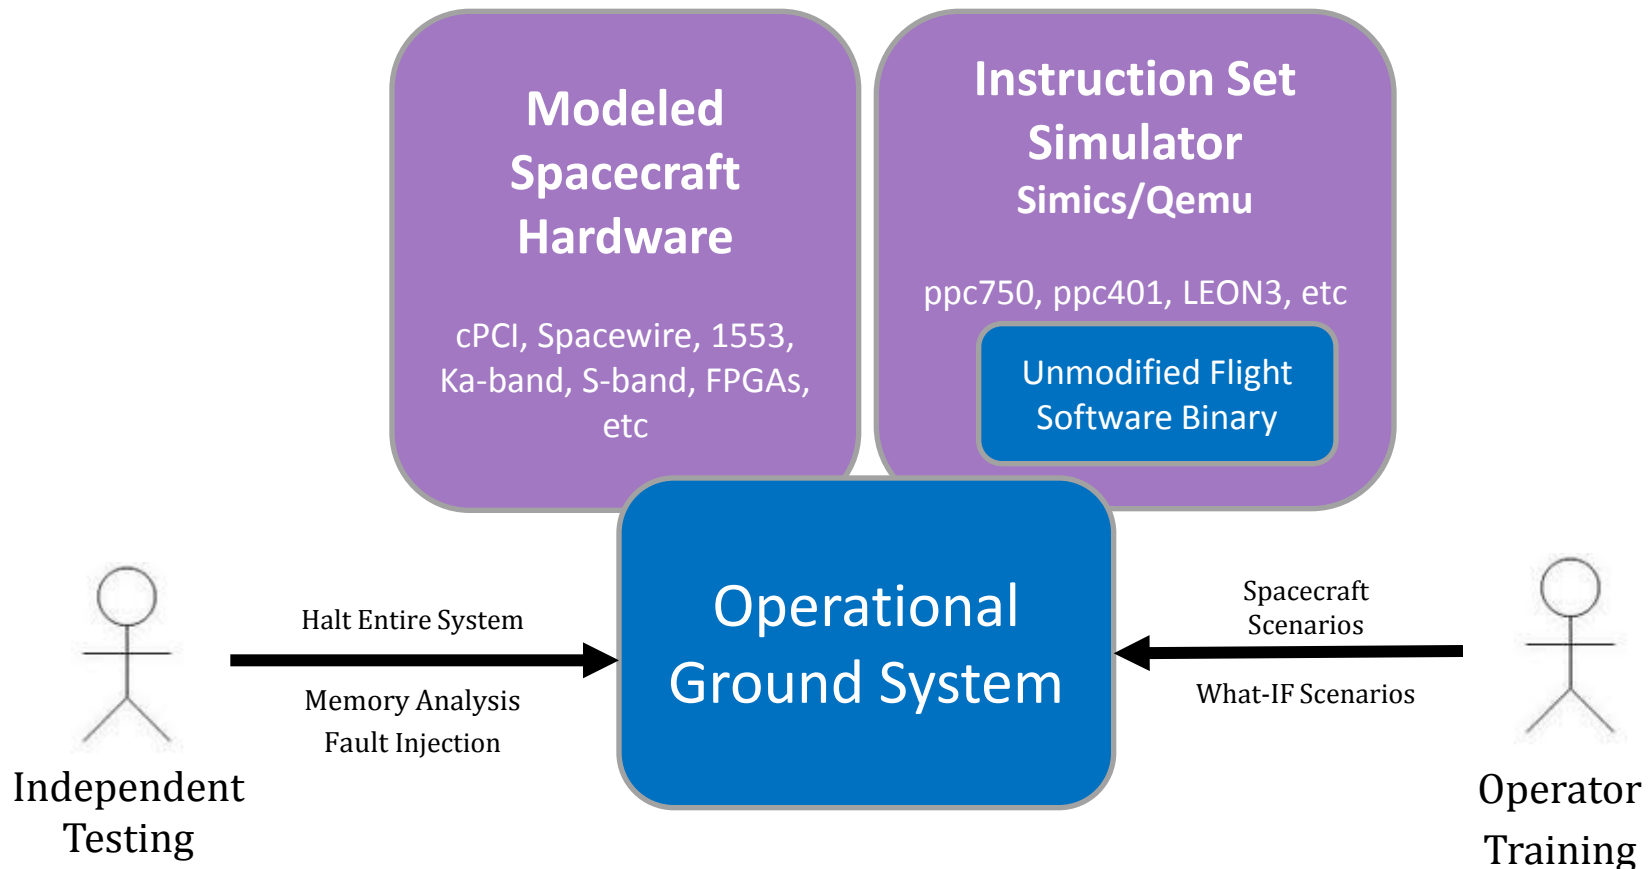 Modeled
Spacecraft
Hardware
cPCI, Spacewire, 1553,
Ka-band, S-band, FPGAs,
etc
Instruction Set
Simulator
Simics/Qemu
ppc750, ppc401, LEON3, etc
Unmodified Flight
Software Binary
Operational
Ground System
Halt Entire System
Memory Analysis
Fault Injection
Independent
Testing
Spacecraft
Scenarios
What-IF Scenarios
Operator
Training